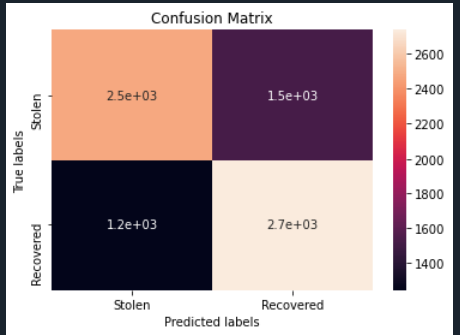 Confusion Matrix
Stolen
2.5e+03
1.5e+03
Recovered
1.2e+03
2.7e+03
True labels
Stolen
Recovered
Predicted labels
2600
2400
2200
2000
1800
1600
1400